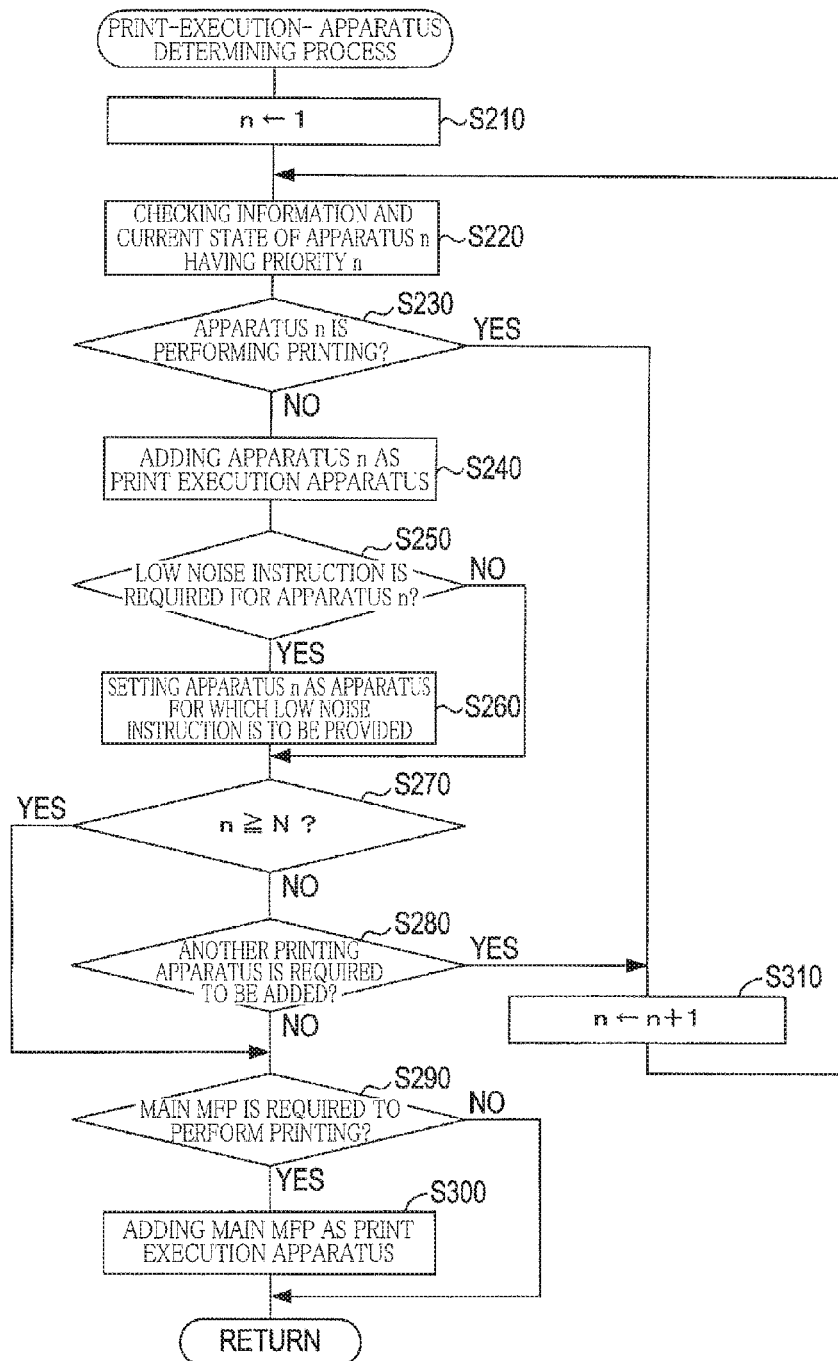 PRINT-EXECUTION- APPARATUS
DETERMINING PROCESS
n ← 1
S210
CHECKING INFORMATION AND
CURRENT STATE OF APPARATUS n
HAVING PRIORITY n
S220
S230
APPARATUS n IS
PERFORMING PRINTING?
YES
NO
ADDING APPARATUS n AS
PRINT EXECUTION APPARATUS
S240
S250
LOW NOISE INSTRUCTION IS
REQUIRED FOR APPARATUS n?
NO
YES
SETTING APPARATUS n AS APPARATUS
FOR WHICH LOW NOISE
INSTRUCTION IS TO BE PROVIDED
S260
S270
YES
n ≧ N ?
NO
S280
ANOTHER PRINTING
APPARATUS IS REQUIRED
TO BE ADDED?
YES
NO
S310
n ← n+1
S290
MAIN MFP IS REQUIRED TO
PERFORM PRINTING?
NO
YES
S300
ADDING MAIN MFP AS PRINT
EXECUTION APPARATUS
RETURN